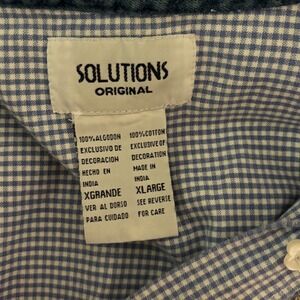 SOLUTIONS
ORIGINAL
100% ALGODON
EXCLUSIVO DE
DECORACION
HECHO EN
INDIA
XGRANDE
VER AL DORSO
PARA CUIDADO
100% COTTON
EXCLUSIVE OF
DECORATION
MADE IN
INDIA
XLARGE
SEE REVERSE
FOR CARE